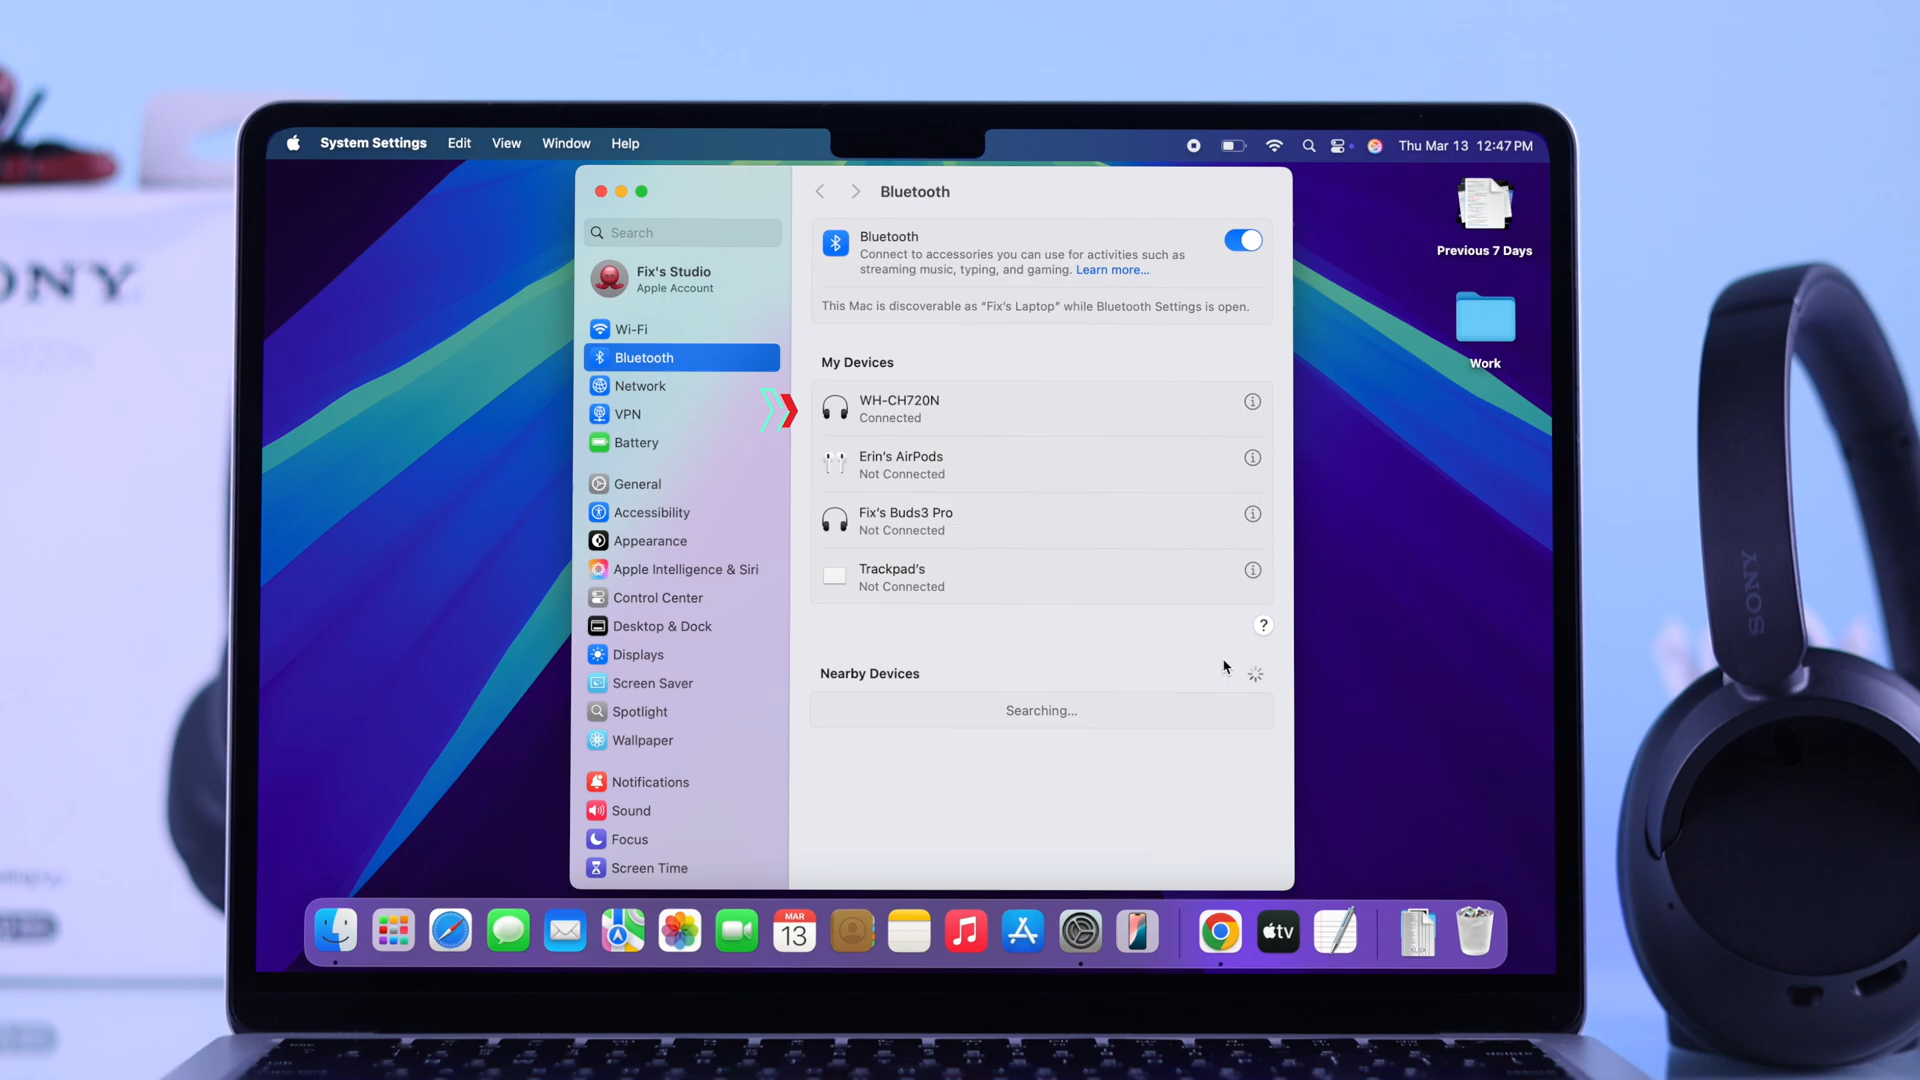 System Settings Edit View Window Help
Thu Mar 13 12:47 PM
Previous 7 Days
Work
Search
Fix's Studio
Apple Account
Wi-Fi
Bluetooth
Network
VPN
Battery
General
Accessibility
Appearance
Apple Intelligence & Siri
Control Center
Desktop & Dock
Displays
Screen Saver
Spotlight
Wallpaper
Notifications
Sound
Focus
Screen Time
Bluetooth
Bluetooth
Connect to accessories you can use for activities such as
streaming music, typing, and gaming. Learn more...
This Mac is discoverable as “Fix's Laptop” while Bluetooth Settings is open.
My Devices
WH-CH720N
Connected
Erin's AirPods
Not Connected
Fix's Buds3 Pro
Not Connected
Trackpad's
Not Connected
?
Nearby Devices
Searching...
MAR
13
tv
SONY